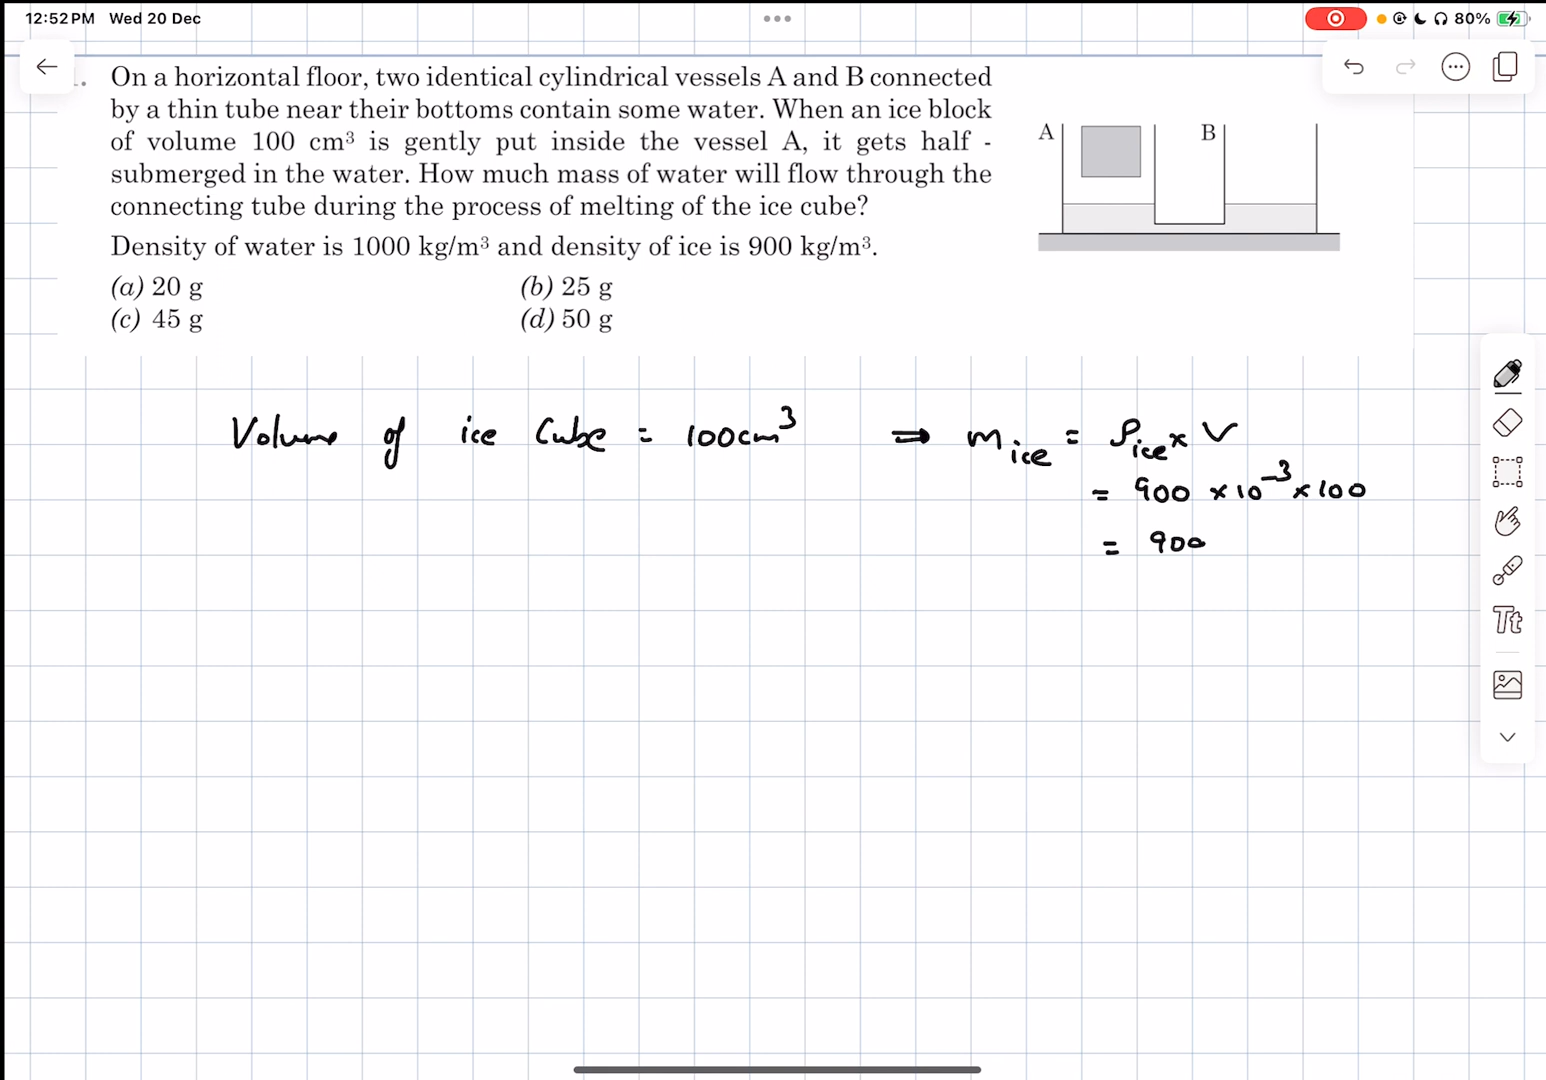 12:52 PM Wed 20 Dec
80%
. On a horizontal floor, two identical cylindrical vessels A and B connected
by a thin tube near their bottoms contain some water. When an ice block
of volume 100 cm³ is gently put inside the vessel A, it gets half -
submerged in the water. How much mass of water will flow through the
connecting tube during the process of melting of the ice cube?
Density of water is 1000 kg/m³ and density of ice is 900 kg/m³.
(a) 20 g (b) 25 g
(c) 45 g (d) 50 g
A B
Volume of ice Cube = 100cm³ ⇒ m_ice = ρ_ice × V
= 900 × 10⁻³ × 100
= 900
Tt